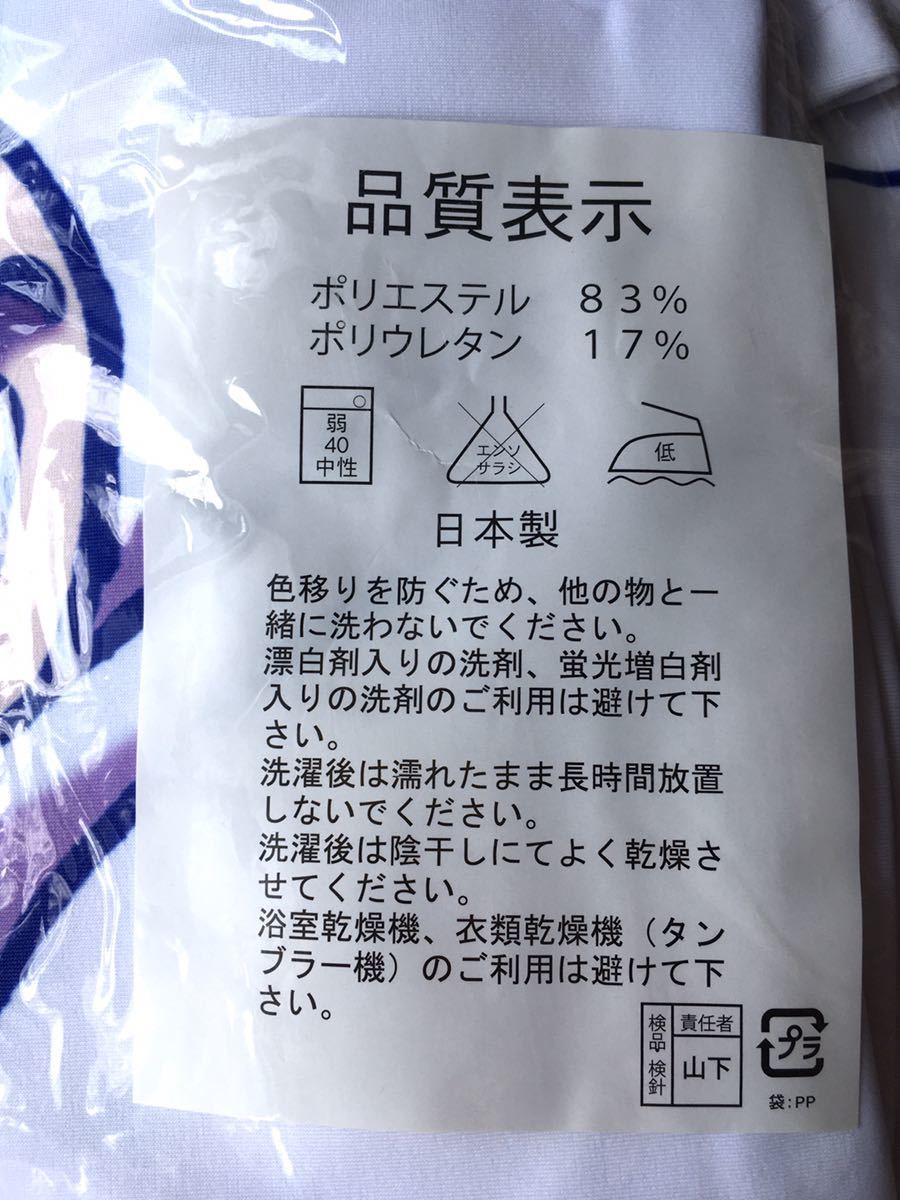 品質表示
ポリエステル 83%
ポリウレタン 17%
弱
40
中性
エンソ
サラシ
低
日本製
色移りを防ぐため、他の物と一
緒に洗わないでください。
漂白剤入りの洗剤、蛍光増白剤
入りの洗剤のご利用は避けて下
さい。
洗濯後は濡れたまま長時間放置
しないでください。
洗濯後は陰干しにてよく乾燥さ
せてください。
浴室乾燥機、衣類乾燥機（タン
ブラー機）のご利用は避けて下
さい。
検品 検針
責任者
山下
プラ
袋:PP